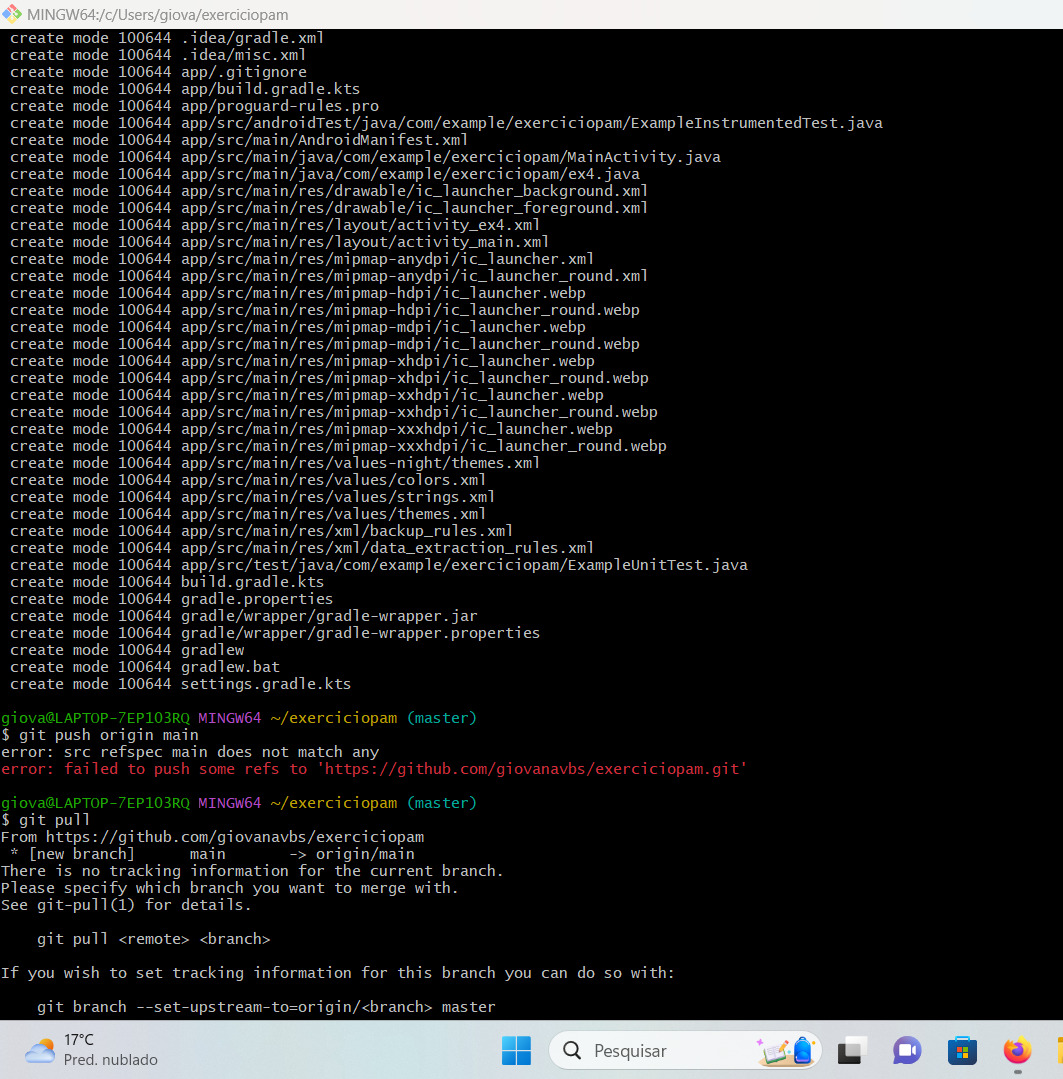 MINGW64:/c/Users/giova/exerciciopam
create mode 100644 .idea/gradle.xml
create mode 100644 .idea/misc.xml
create mode 100644 app/.gitignore
create mode 100644 app/build.gradle.kts
create mode 100644 app/proguard-rules.pro
create mode 100644 app/src/androidTest/java/com/example/exerciciopam/ExampleInstrumentedTest.java
create mode 100644 app/src/main/AndroidManifest.xml
create mode 100644 app/src/main/java/com/example/exerciciopam/MainActivity.java
create mode 100644 app/src/main/java/com/example/exerciciopam/ex4.java
create mode 100644 app/src/main/res/drawable/ic_launcher_background.xml
create mode 100644 app/src/main/res/drawable/ic_launcher_foreground.xml
create mode 100644 app/src/main/res/layout/activity_ex4.xml
create mode 100644 app/src/main/res/layout/activity_main.xml
create mode 100644 app/src/main/res/mipmap-anydpi/ic_launcher.xml
create mode 100644 app/src/main/res/mipmap-anydpi/ic_launcher_round.xml
create mode 100644 app/src/main/res/mipmap-hdpi/ic_launcher.webp
create mode 100644 app/src/main/res/mipmap-hdpi/ic_launcher_round.webp
create mode 100644 app/src/main/res/mipmap-mdpi/ic_launcher.webp
create mode 100644 app/src/main/res/mipmap-mdpi/ic_launcher_round.webp
create mode 100644 app/src/main/res/mipmap-xhdpi/ic_launcher.webp
create mode 100644 app/src/main/res/mipmap-xhdpi/ic_launcher_round.webp
create mode 100644 app/src/main/res/mipmap-xxhdpi/ic_launcher.webp
create mode 100644 app/src/main/res/mipmap-xxhdpi/ic_launcher_round.webp
create mode 100644 app/src/main/res/mipmap-xxxhdpi/ic_launcher.webp
create mode 100644 app/src/main/res/mipmap-xxxhdpi/ic_launcher_round.webp
create mode 100644 app/src/main/res/values-night/themes.xml
create mode 100644 app/src/main/res/values/colors.xml
create mode 100644 app/src/main/res/values/strings.xml
create mode 100644 app/src/main/res/values/themes.xml
create mode 100644 app/src/main/res/xml/backup_rules.xml
create mode 100644 app/src/main/res/xml/data_extraction_rules.xml
create mode 100644 app/src/test/java/com/example/exerciciopam/ExampleUnitTest.java
create mode 100644 build.gradle.kts
create mode 100644 gradle.properties
create mode 100644 gradle/wrapper/gradle-wrapper.jar
create mode 100644 gradle/wrapper/gradle-wrapper.properties
create mode 100644 gradlew
create mode 100644 gradlew.bat
create mode 100644 settings.gradle.kts
giova@LAPTOP-7EP1O3RQ MINGW64 ~/exerciciopam (master)
$ git push origin main
error: src refspec main does not match any
error: failed to push some refs to 'https://github.com/giovanavbs/exerciciopam.git'
giova@LAPTOP-7EP1O3RQ MINGW64 ~/exerciciopam (master)
$ git pull
From https://github.com/giovanavbs/exerciciopam
* [new branch]      main       -> origin/main
There is no tracking information for the current branch.
Please specify which branch you want to merge with.
See git-pull(1) for details.
git pull <remote> <branch>
If you wish to set tracking information for this branch you can do so with:
git branch --set-upstream-to=origin/<branch> master
17°C
Pred. nublado
Pesquisar